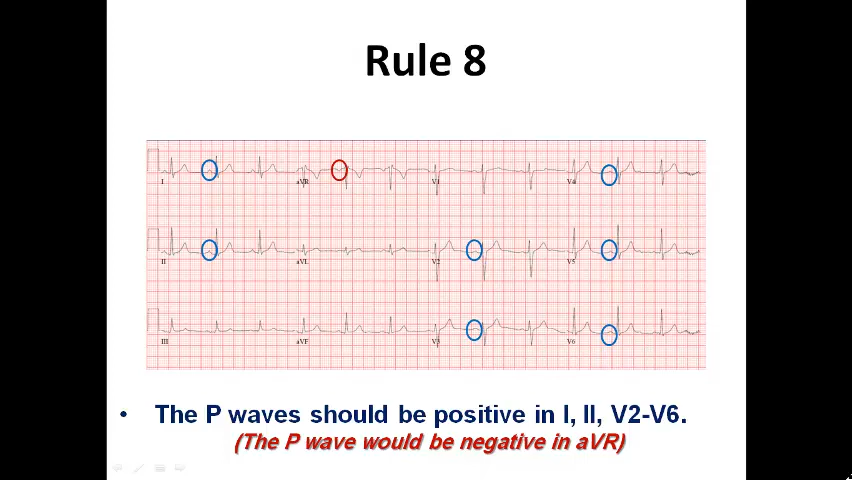 Rule 8
I aVR V1 V4
II aVL V2 V5
III aVF V3 V6
• The P waves should be positive in I, II, V2-V6.
(The P wave would be negative in aVR)